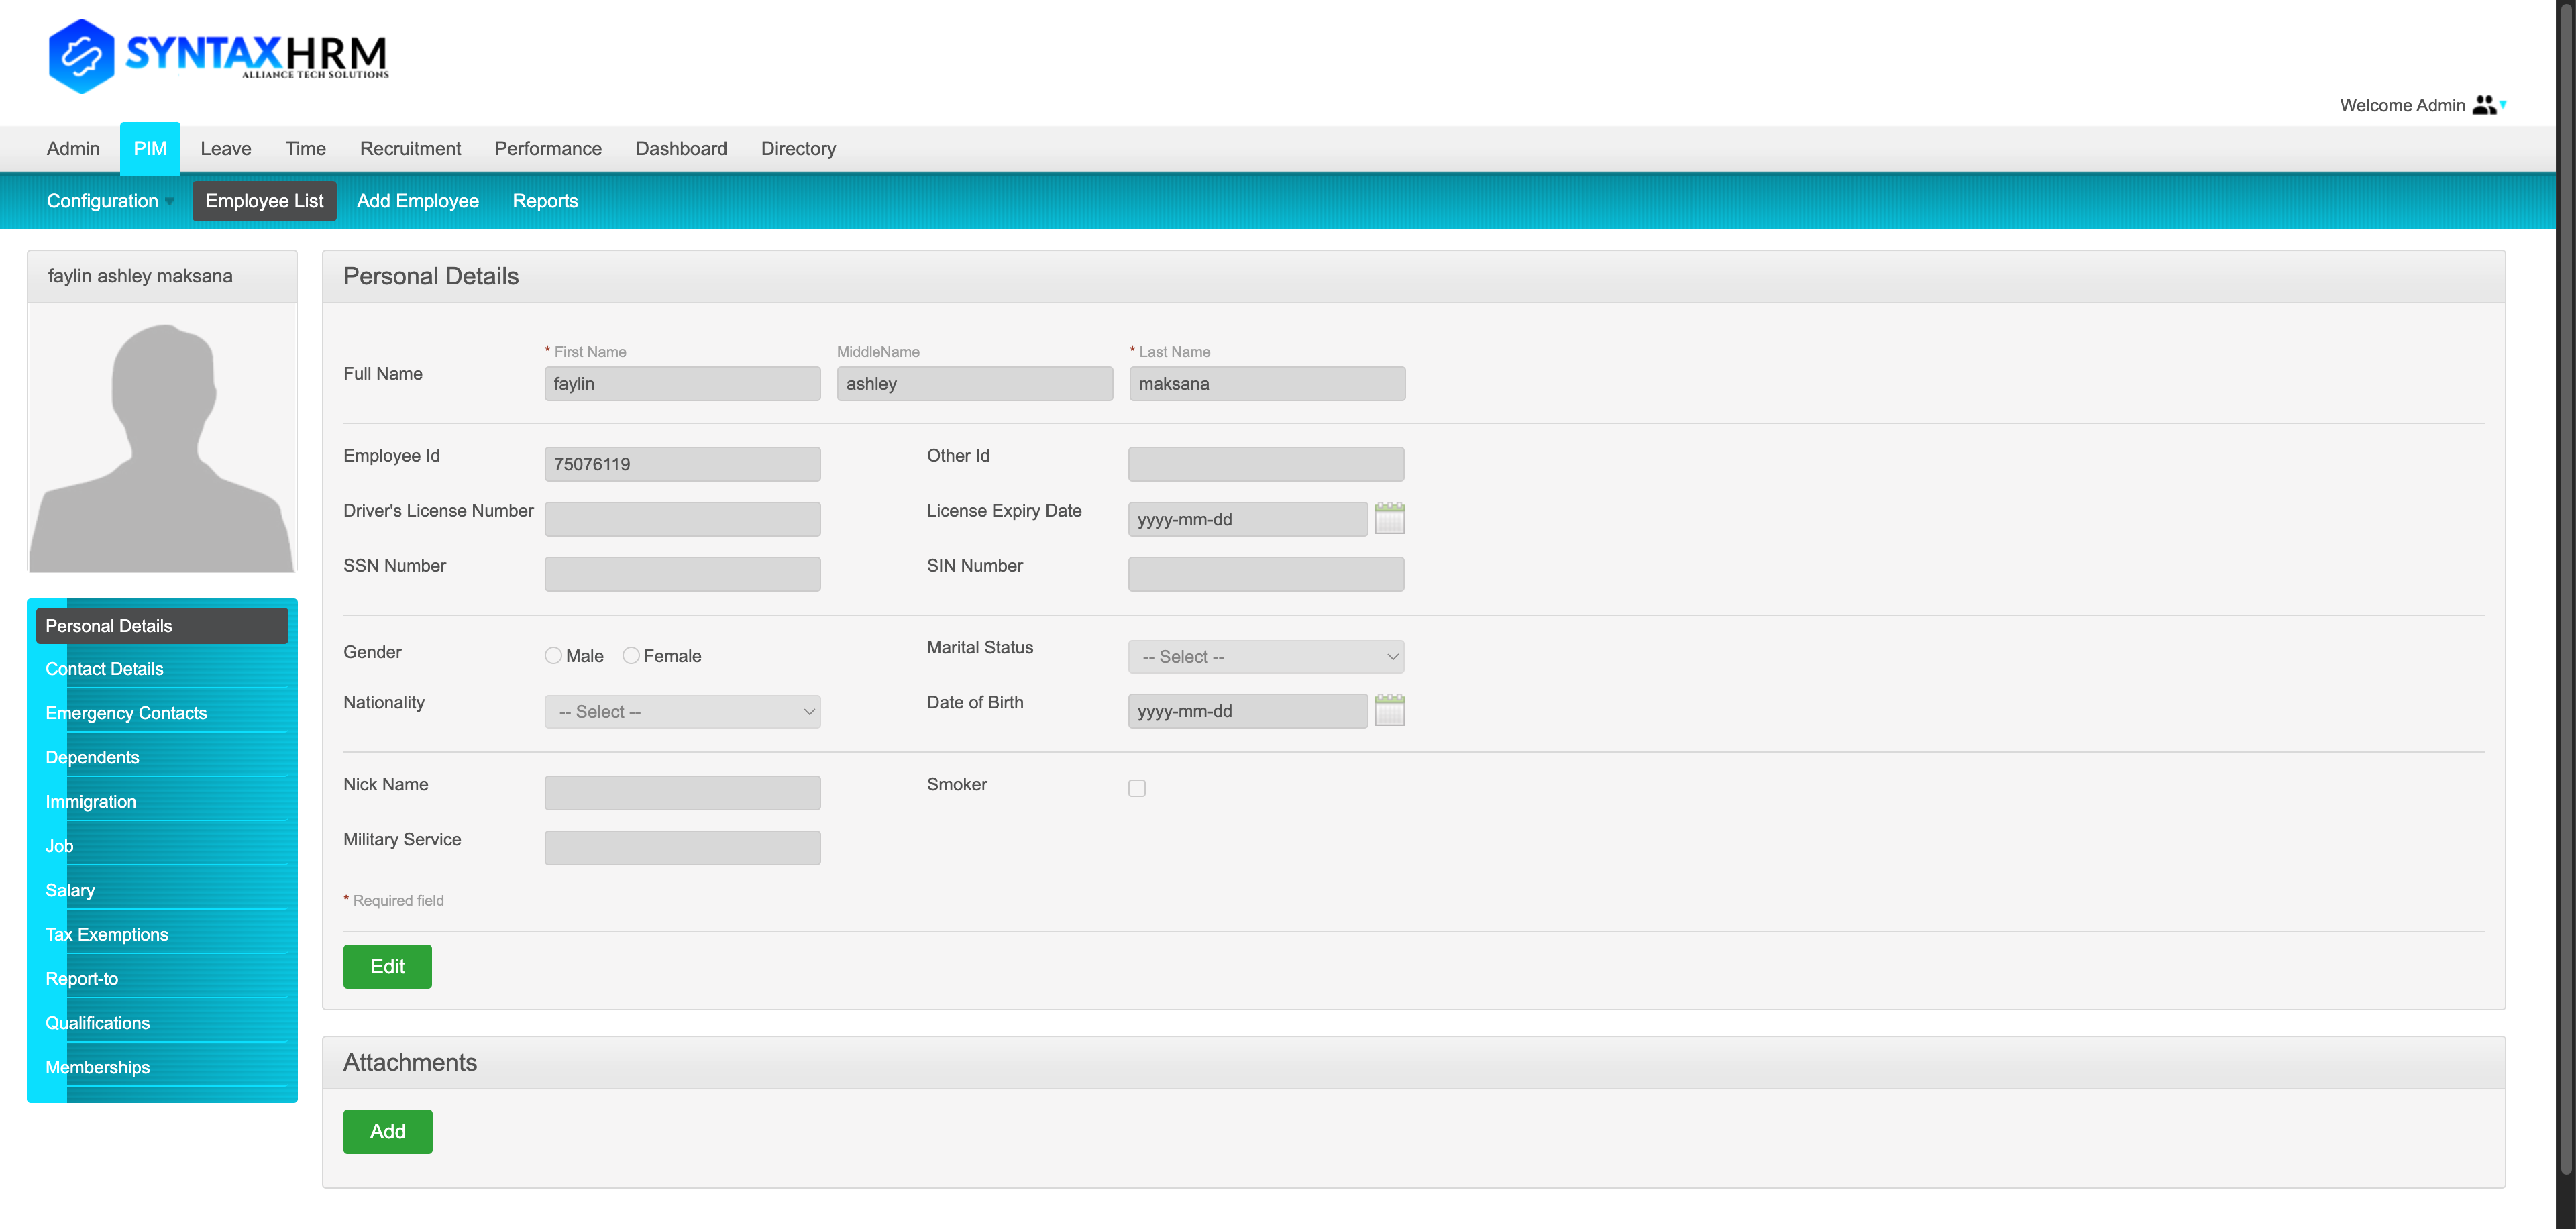 SYNTAXHRM
ALLIANCE TECH SOLUTIONS
Welcome Admin
Admin PIM Leave Time Recruitment Performance Dashboard Directory
Configuration Employee List Add Employee Reports
faylin ashley maksana
Personal Details
Contact Details
Emergency Contacts
Dependents
Immigration
Job
Salary
Tax Exemptions
Report-to
Qualifications
Memberships
Personal Details
* First Name MiddleName * Last Name
Full Name faylin ashley maksana
Employee Id 75076119 Other Id
Driver's License Number License Expiry Date yyyy-mm-dd
SSN Number SIN Number
Gender Male Female Marital Status -- Select --
Nationality -- Select -- Date of Birth yyyy-mm-dd
Nick Name Smoker
Military Service
* Required field
Edit
Attachments
Add